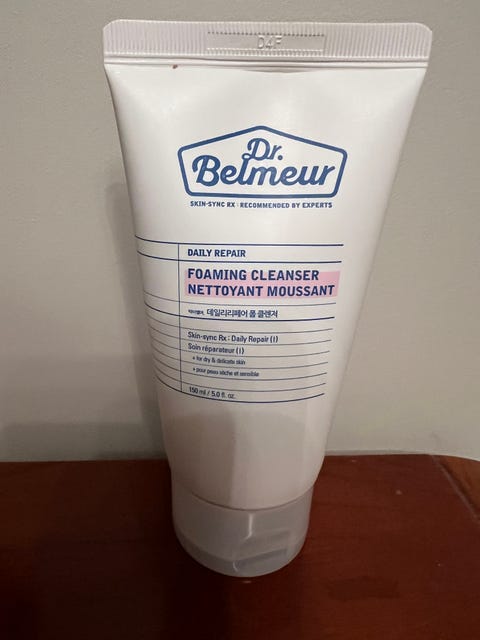 Dr.
Belmeur
SKIN-SYNC RX : RECOMMENDED BY EXPERTS
DAILY REPAIR
FOAMING CLEANSER
NETTOYANT MOUSSANT
데일리리페어 폼 클렌저
Skin-sync Rx : Daily Repair (I)
Soin réparateur (I)
+ for dry & delicate skin
+ pour peau sèche et sensible
150 ml / 5.0 fl. oz.